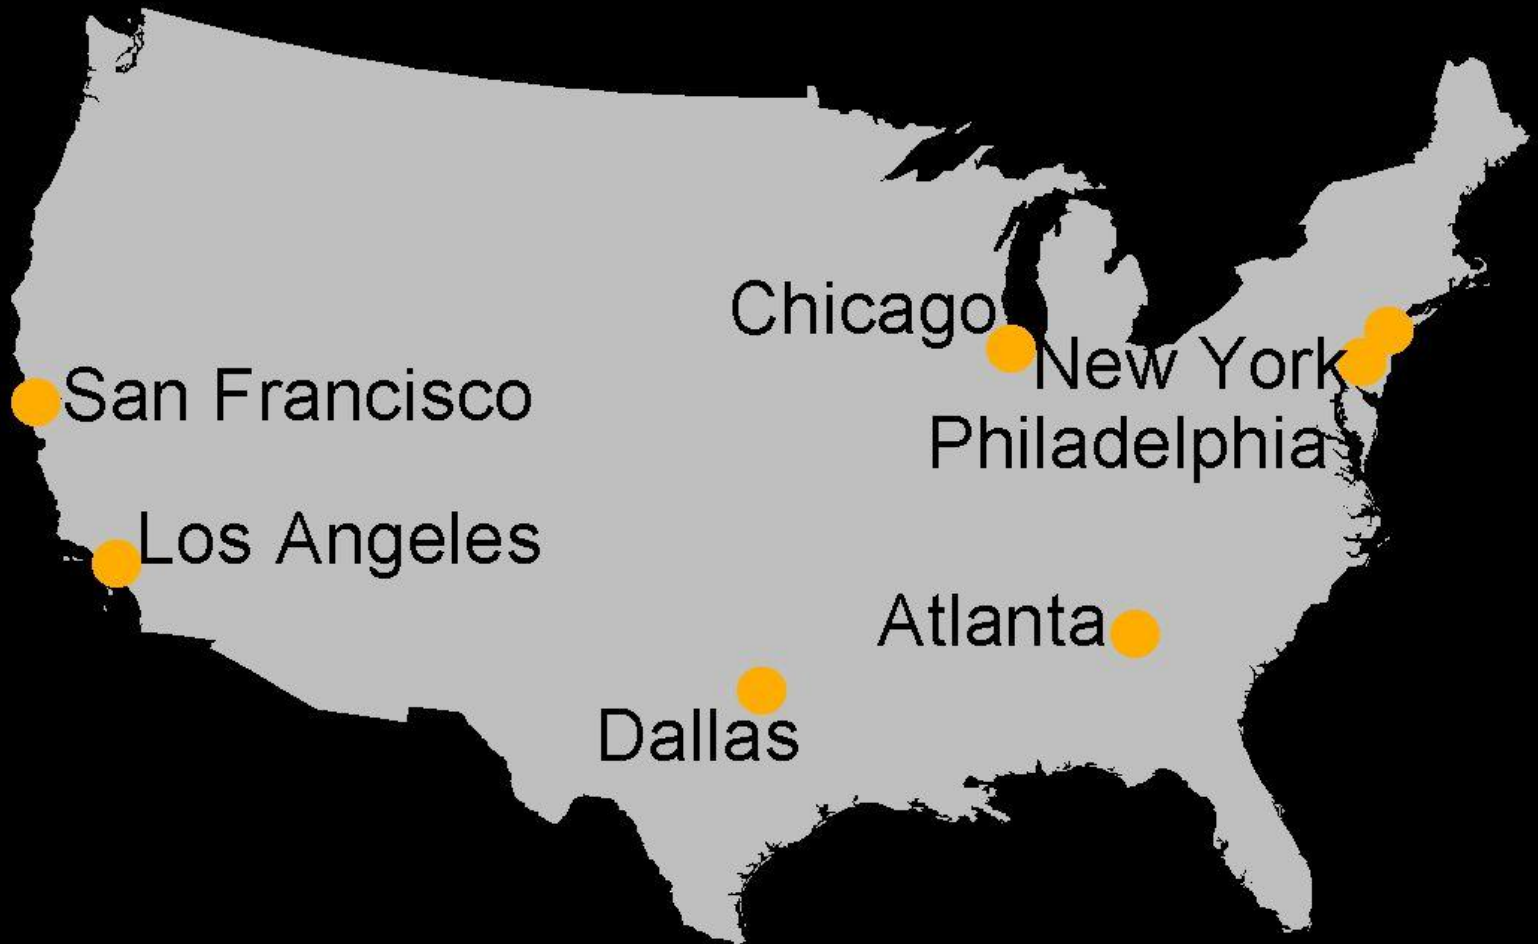 Chicago
New York
San Francisco
Philadelphia
Los Angeles
Atlanta
Dallas